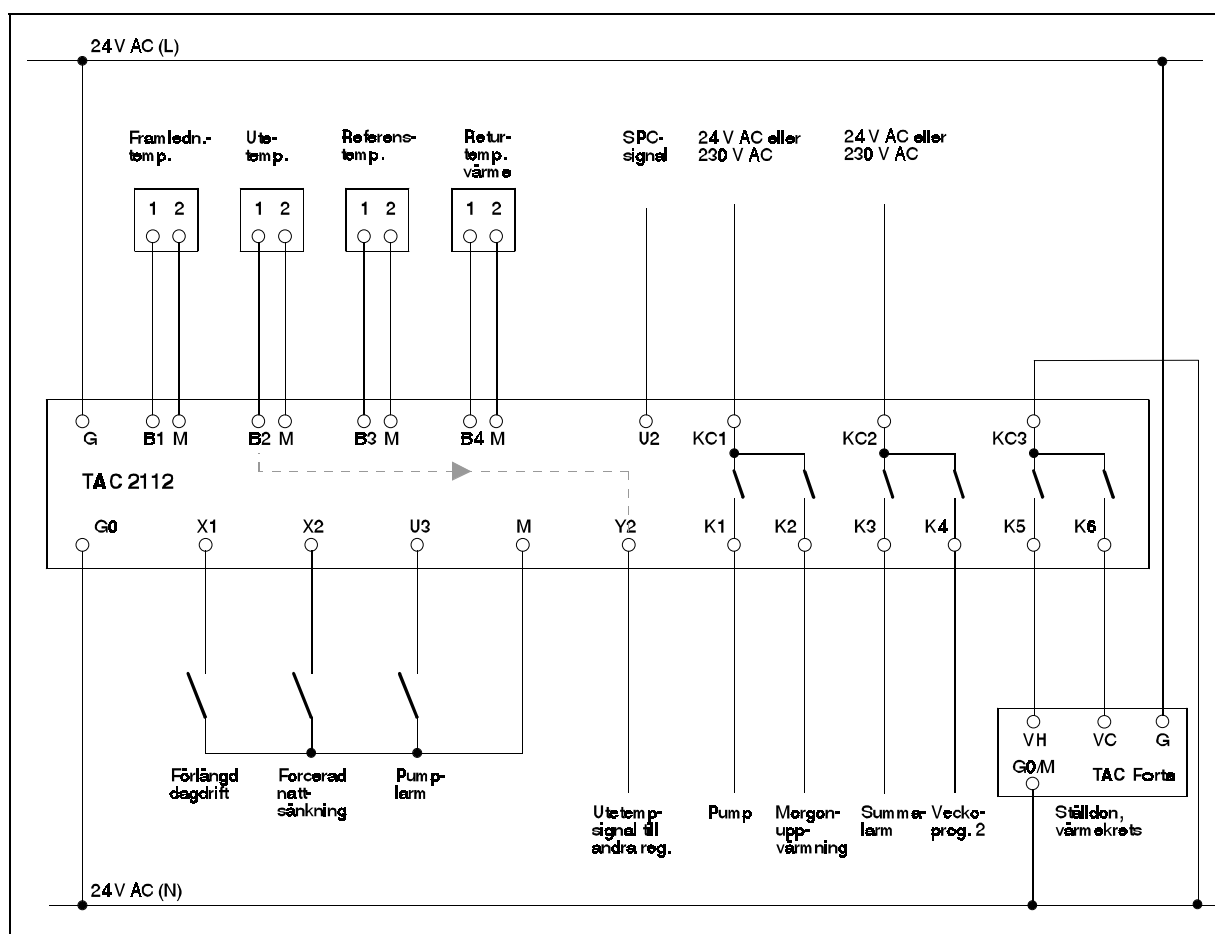 24V AC (L)
Framledn.-
temp.
Ute-
temp.
Referens-
temp.
Retur-
temp.
värme
SPC-
signal
24 V AC eller
230 V AC
24 V AC eller
230 V AC
1 2
1 2
1 2
1 2
G B1 M B2 M B3 M B4 M U2 KC1 KC2 KC3
TAC 2112
G0 X1 X2 U3 M Y2 K1 K2 K3 K4 K5 K6
VH VC G
G0/M TAC Forta
Förlängd
dagdrift
Forcerad
natt-
sänkning
Pump-
larm
Utetemp-
signal till
andra reg.
Pump
Morgon-
upp-
värmning
Summa-
larm
Vecko-
prog. 2
Ställdon,
värmekrets
24V AC (N)